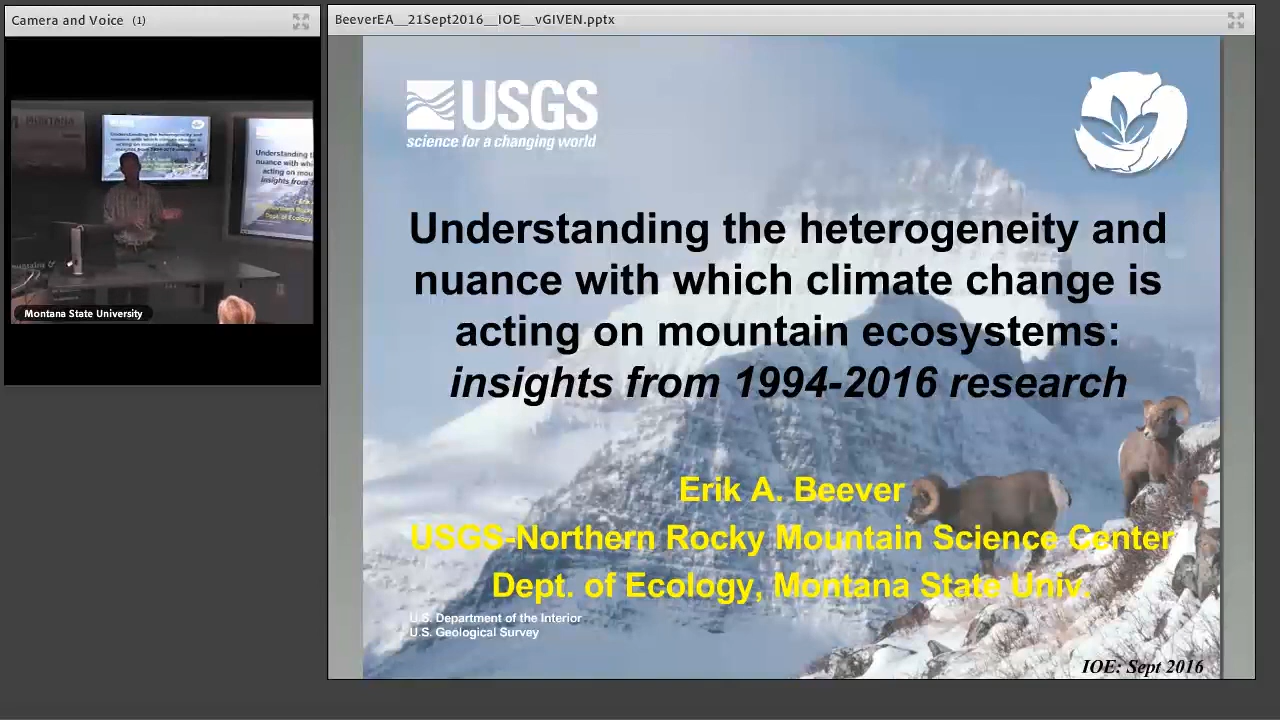 Camera and Voice (1)
BeeverEA__21Sept2016__IOE__vGIVEN.pptx
Montana State University
USGS
science for a changing world
Understanding the heterogeneity and
nuance with which climate change is
acting on mountain ecosystems:
insights from 1994-2016 research
Erik A. Beever
USGS-Northern Rocky Mountain Science Center
Dept. of Ecology, Montana State Univ.
U.S. Department of the Interior
U.S. Geological Survey
IOE: Sept 2016